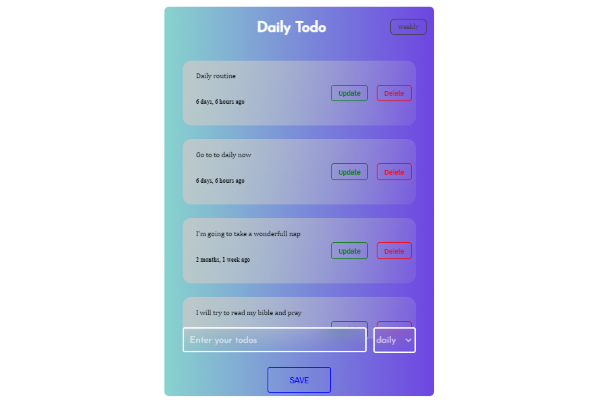 Daily Todo
weekly
Daily routine
6 days, 6 hours ago
Update
Delete
Go to to daily now
6 days, 6 hours ago
Update
Delete
I'm going to take a wonderfull nap
2 months, 1 week ago
Update
Delete
I will try to read my bible and pray
Enter your todos
daily
SAVE